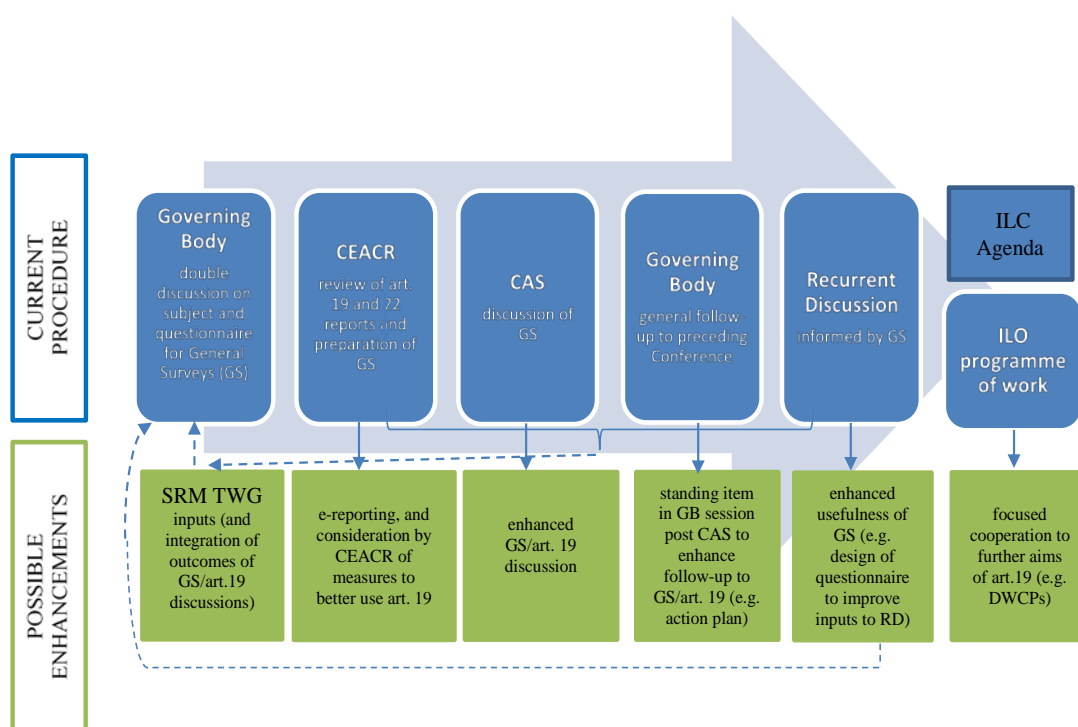 CURRENT
PROCEDURE
Governing
Body
double
discussion on
subject and
questionnaire
for General
Surveys (GS)
CEACR
review of art.
19 and 22
reports and
preparation of
GS
CAS
discussion of
GS
Governing
Body
general follow-
up to preceding
Conference
Recurrent
Discussion
informed by GS
ILC
Agenda
ILO
programme
of work
POSSIBLE
ENHANCEMENTS
SRM TWG
inputs (and
integration of
outcomes of
GS/art.19
discussions)
e-reporting, and
consideration by
CEACR of
measures to
better use art. 19
enhanced
GS/art. 19
discussion
standing item
in GB session
post CAS to
enhance
follow-up to
GS/art. 19 (e.g.
action plan)
enhanced
usefulness of
GS (e.g.
design of
questionnaire
to improve
inputs to RD)
focused
cooperation to
further aims
of art.19 (e.g.
DWCPs)